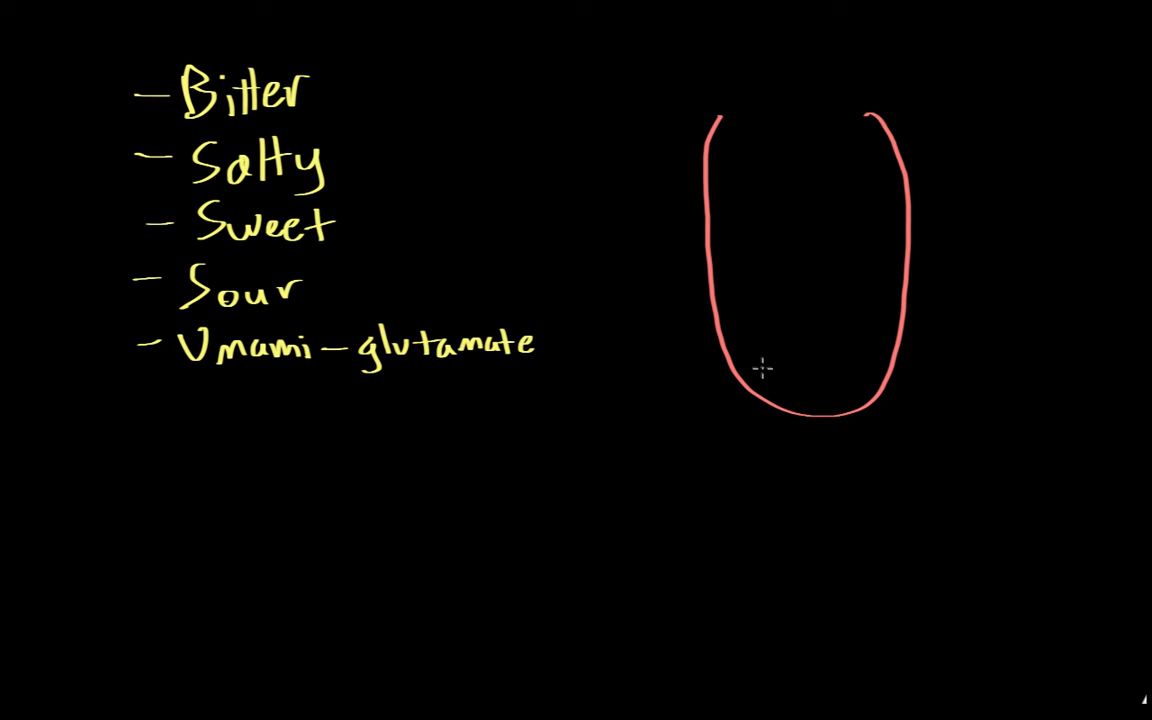 - Bitter
- Salty
- Sweet
- Sour
- Umami - glutamate